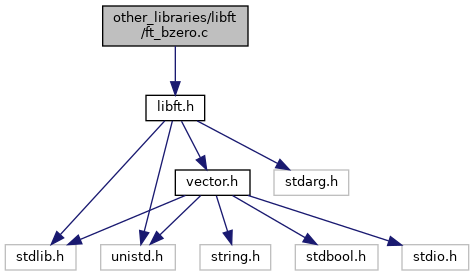 other_libraries/libft
/ft_bzero.c
libft.h
vector.h
stdarg.h
stdlib.h
unistd.h
string.h
stdbool.h
stdio.h